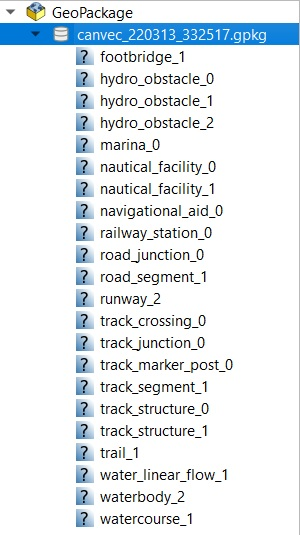 GeoPackage
canvec_220313_332517.gpkg
footbridge_1
hydro_obstacle_0
hydro_obstacle_1
hydro_obstacle_2
marina_0
nautical_facility_0
nautical_facility_1
navigational_aid_0
railway_station_0
road_junction_0
road_segment_1
runway_2
track_crossing_0
track_junction_0
track_marker_post_0
track_segment_1
track_structure_0
track_structure_1
trail_1
water_linear_flow_1
waterbody_2
watercourse_1